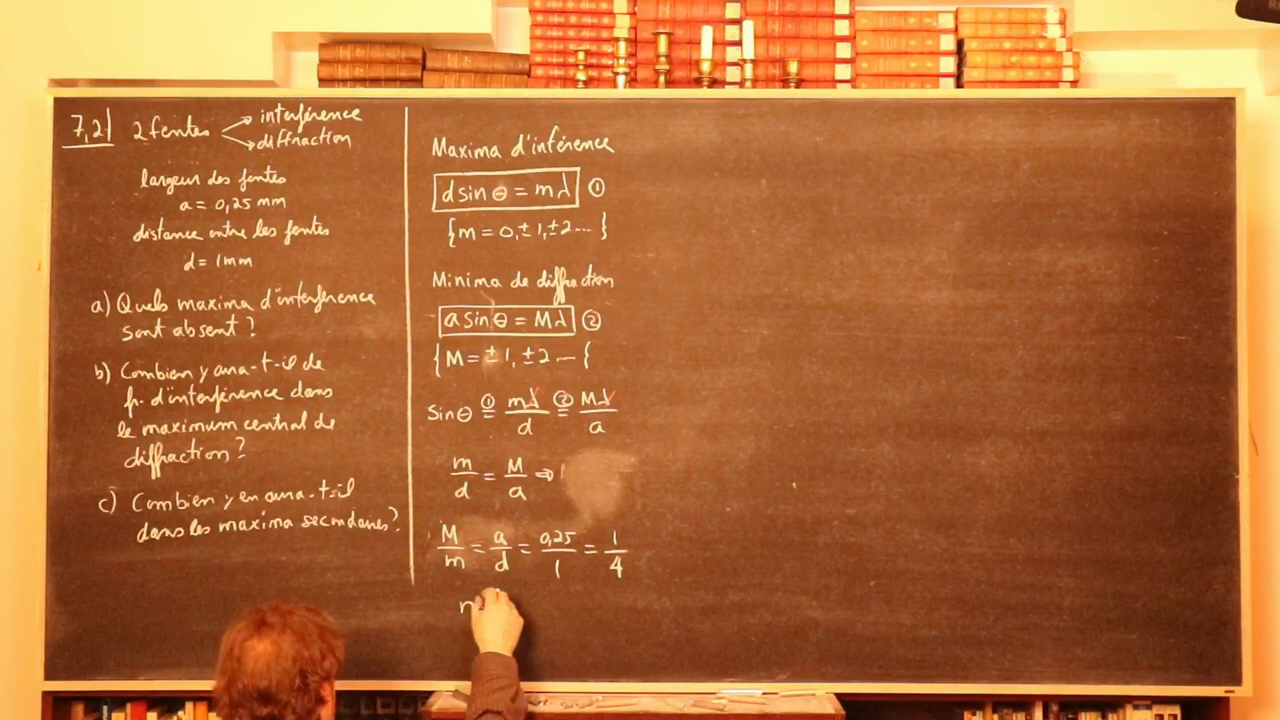 7,2|
2 fentes
interférence
diffraction
largeur des fentes
a = 0,25 mm
distance entre les fentes
d = 1mm
a) Quels maxima d'interférence
sont absent ?
b) Combien y aura-t-il de
fr. d'interférence dans
le maximum central de
diffraction ?
c) Combien y en aura-t-il
dans les maxima secondaires?
Maxima d'inférence
d sin θ = mλ ①
{m = 0, ±1, ±2 ... }
Minima de diffraction
a sin θ = Mλ ②
{M = ±1, ±2 ... {
Sin θ ①= mλ/d ②= Mλ/a
m/d = M/a ⇒
M/m = a/d = 0,25/1 = 1/4